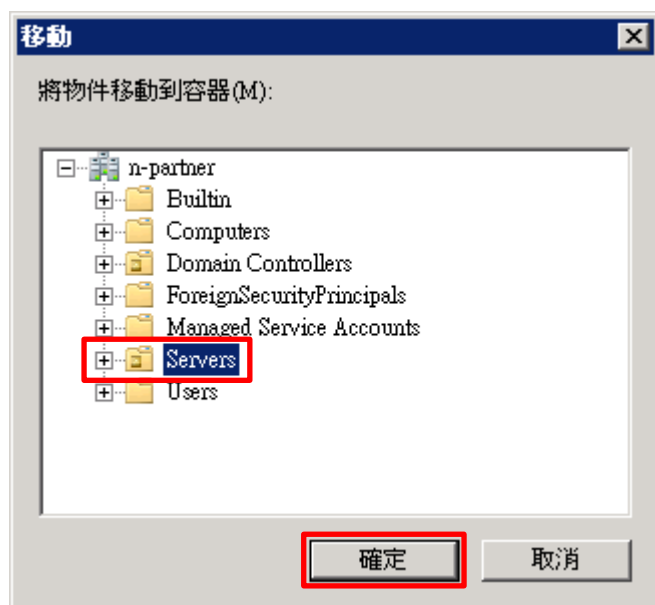 移動
將物件移動到容器(M):
n-partner
Builtin
Computers
Domain Controllers
ForeignSecurityPrincipals
Managed Service Accounts
Servers
Users
確定
取消